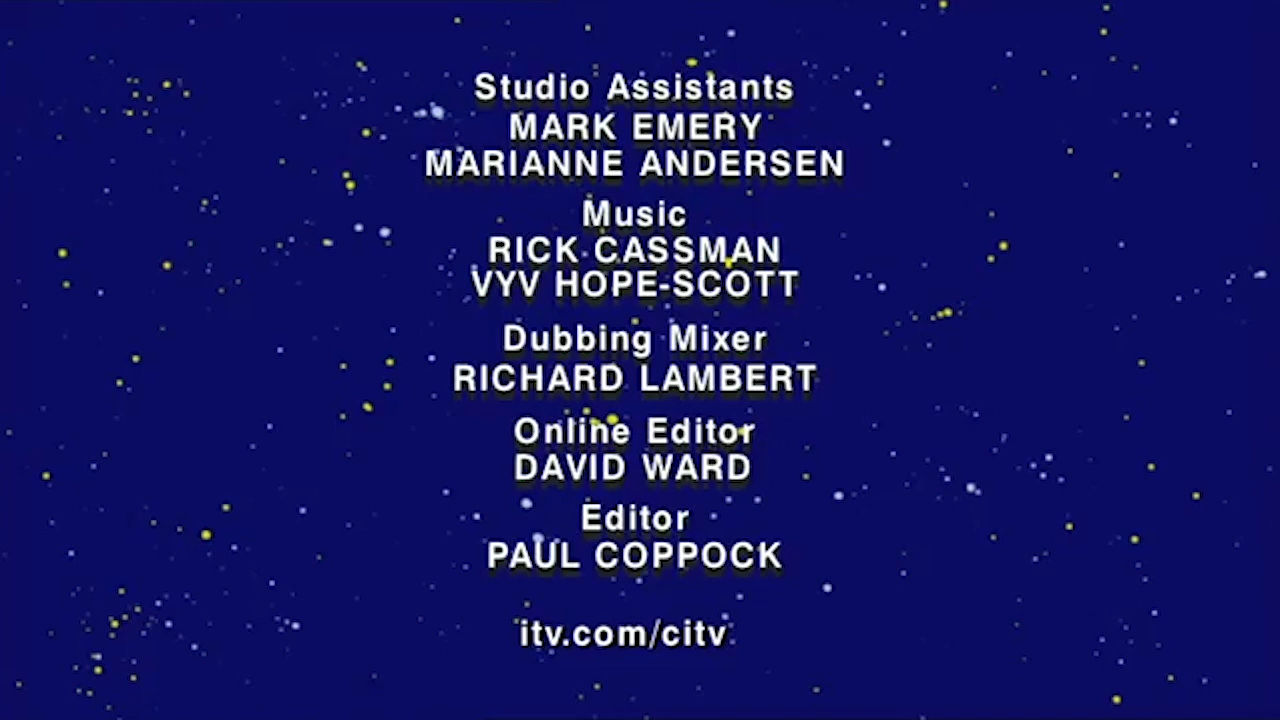 Studio Assistants
MARK EMERY
MARIANNE ANDERSEN
Music
RICK CASSMAN
VYV HOPE-SCOTT
Dubbing Mixer
RICHARD LAMBERT
Online Editor
DAVID WARD
Editor
PAUL COPPOCK
itv.com/citv